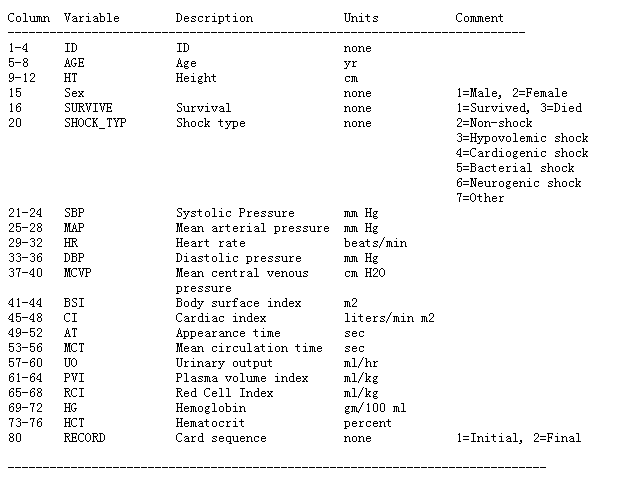 Column Variable Description Units Comment
1-4 ID ID none
5-8 AGE Age yr
9-12 HT Height cm
15 Sex none 1=Male, 2=Female
16 SURVIVE Survival none 1=Survived, 3=Died
20 SHOCK_TYP Shock type none 2=Non-shock
3=Hypovolemic shock
4=Cardiogenic shock
5=Bacterial shock
6=Neurogenic shock
7=Other
21-24 SBP Systolic Pressure mm Hg
25-28 MAP Mean arterial pressure mm Hg
29-32 HR Heart rate beats/min
33-36 DBP Diastolic pressure mm Hg
37-40 MCVP Mean central venous cm H2O
pressure
41-44 BSI Body surface index m2
45-48 CI Cardiac index liters/min m2
49-52 AT Appearance time sec
53-56 MCT Mean circulation time sec
57-60 UO Urinary output ml/hr
61-64 PVI Plasma volume index ml/kg
65-68 RCI Red Cell Index ml/kg
69-72 HG Hemoglobin gm/100 ml
73-76 HCT Hematocrit percent
80 RECORD Card sequence none 1=Initial, 2=Final